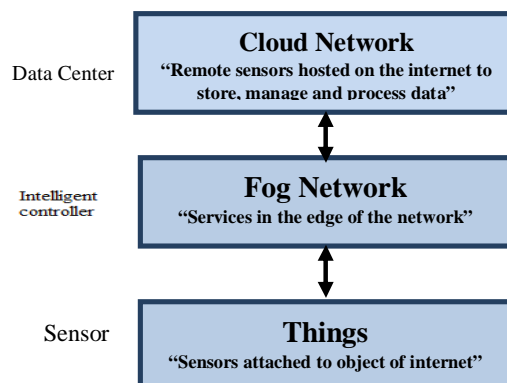 Cloud Network
Data Center
“Remote sensors hosted on the internet to
store, manage and process data”
Fog Network
Intelligent
controller
“Services in the edge of the network”
Things
Sensor
“Sensors attached to object of internet”